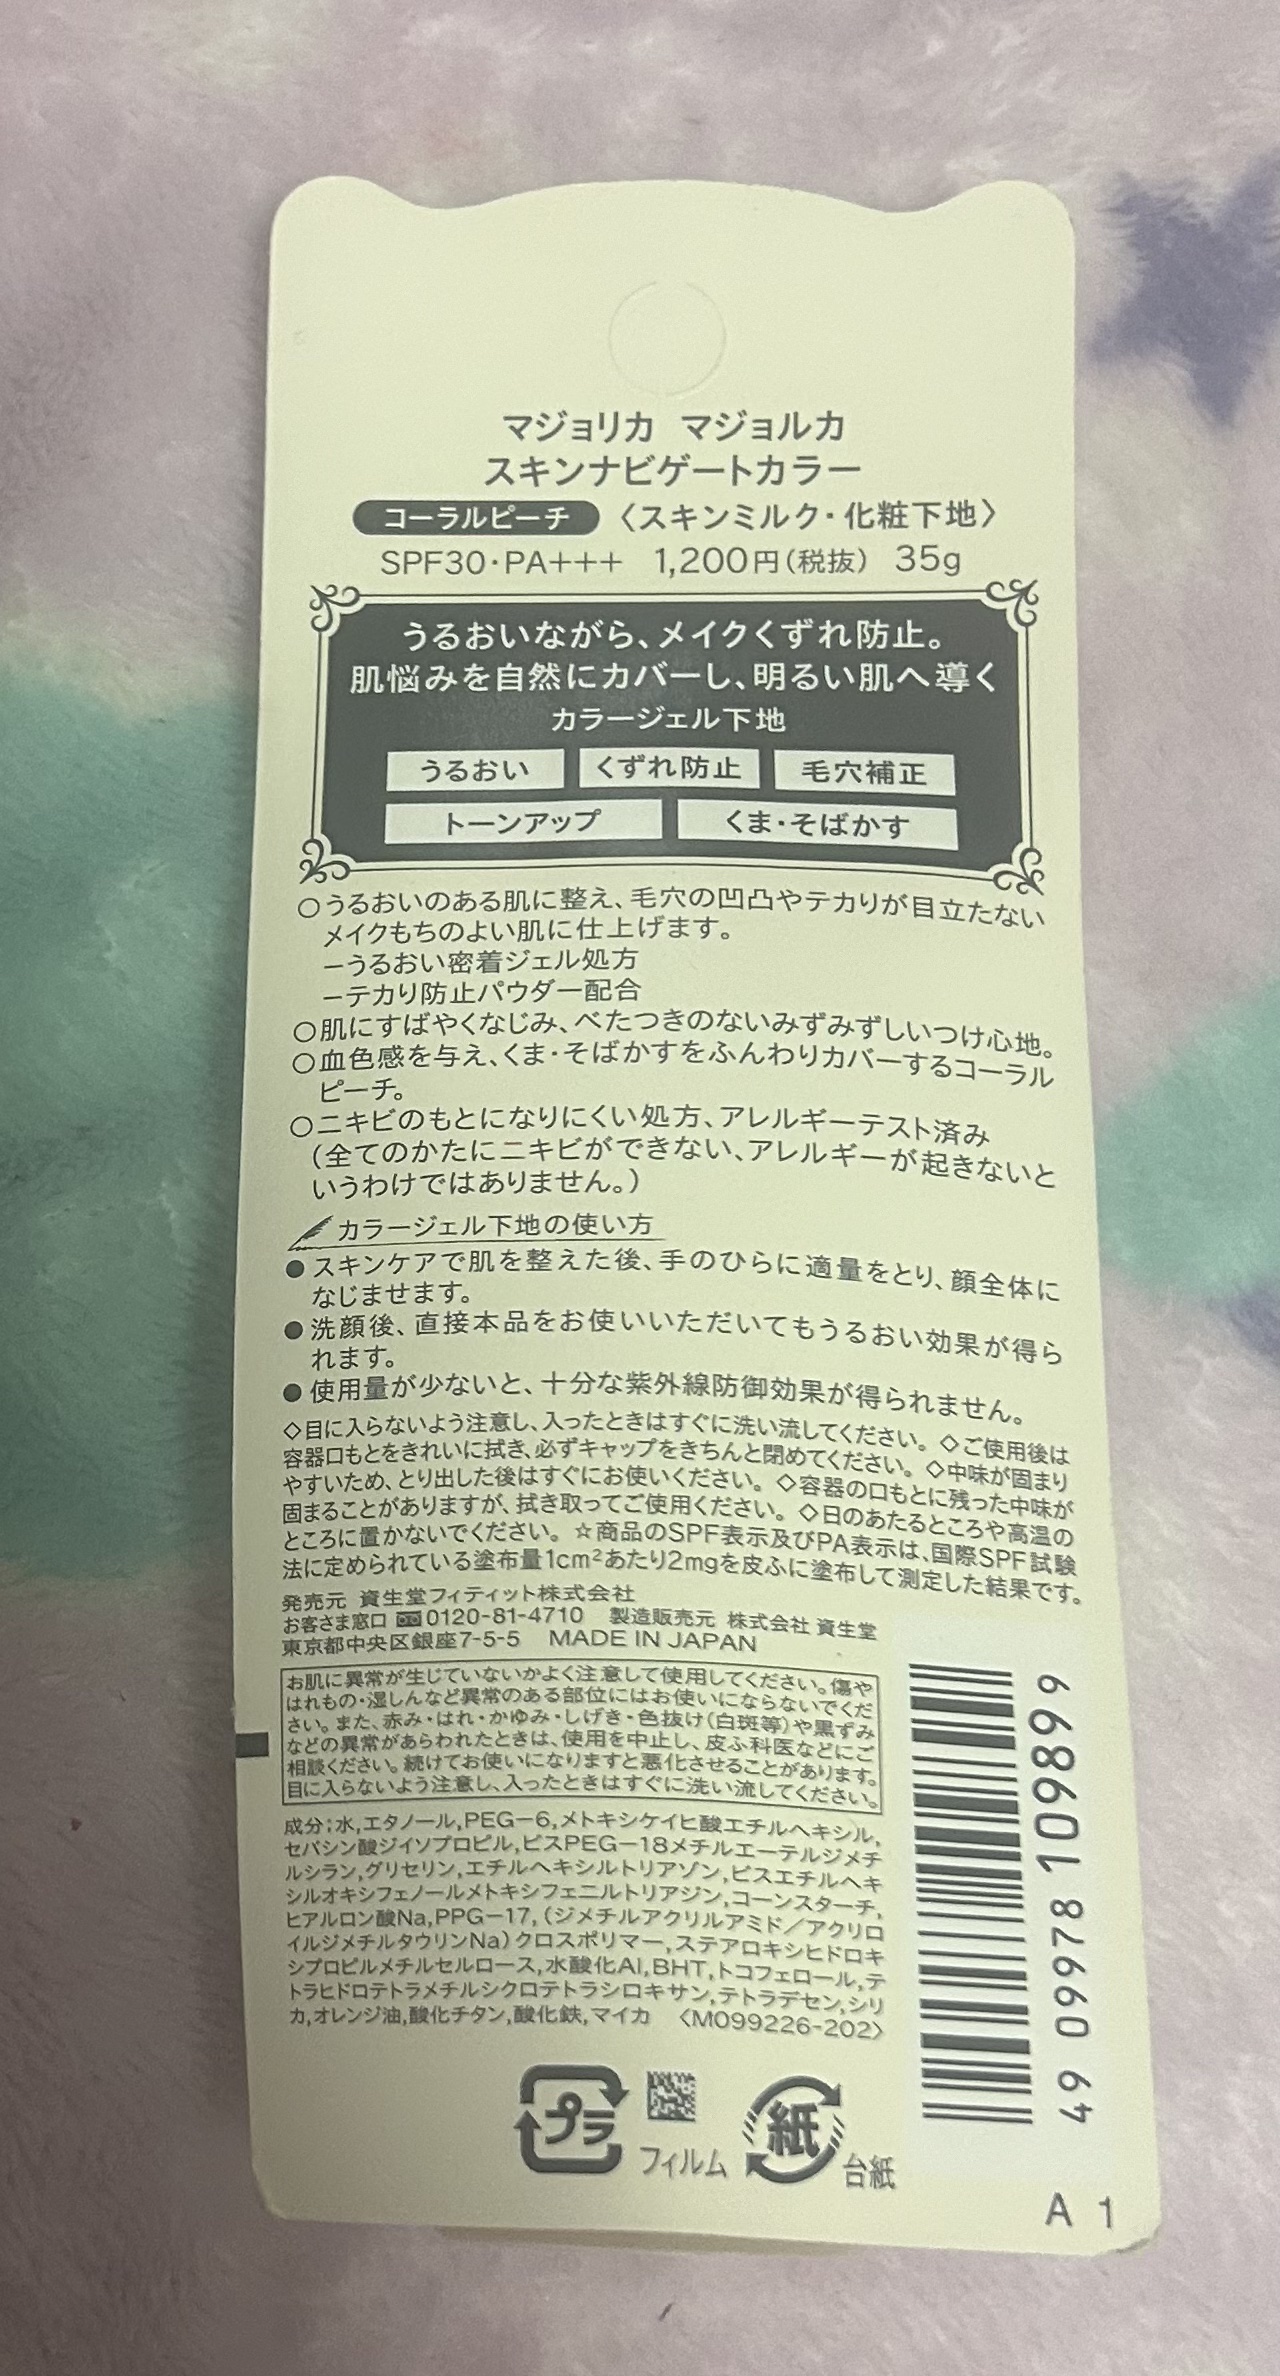 マジョリカ マジョルカ
スキンナビゲートカラー
コーラルピーチ 〈スキンミルク・化粧下地〉
SPF30・PA+++ 1,200円(税抜) 35g
うるおいながら、メイクくずれ防止。
肌悩みを自然にカバーし、明るい肌へ導く
カラージェル下地
うるおい くずれ防止 毛穴補正
トーンアップ くま・そばかす
○うるおいのある肌に整え、毛穴の凹凸やテカりが目立たない
メイクもちのよい肌に仕上げます。
−うるおい密着ジェル処方
−テカり防止パウダー配合
○肌にすばやくなじみ、べたつきのないみずみずしいつけ心地。
○血色感を与え、くま・そばかすをふんわりカバーするコーラル
ピーチ。
○ニキビのもとになりにくい処方、アレルギーテスト済み
(全てのかたにニキビができない、アレルギーが起きないと
いうわけではありません。)
カラージェル下地の使い方
●スキンケアで肌を整えた後、手のひらに適量をとり、顔全体に
なじませます。
●洗顔後、直接本品をお使いいただいてもうるおい効果が得ら
れます。
●使用量が少ないと、十分な紫外線防御効果が得られません。
◇目に入らないよう注意し、入ったときはすぐに洗い流してください。◇ご使用後は
容器口もとをきれいに拭き、必ずキャップをきちんと閉めてください。◇中味が固まり
やすいため、とり出した後はすぐにお使いください。◇容器の口もとに残った中味が
固まることがありますが、拭き取ってご使用ください。◇日のあたるところや高温の
ところに置かないでください。☆商品のSPF表示及びPA表示は、国際SPF試験
法に定められている塗布量1cm²あたり2mgを皮ふに塗布して測定した結果です。
発売元 資生堂フィティット株式会社
お客さま窓口 0120-81-4710 製造販売元 株式会社 資生堂
東京都中央区銀座7-5-5 MADE IN JAPAN
お肌に異常が生じていないかよく注意して使用してください。傷や
はれもの・湿しんなど異常のある部位にはお使いにならないでくだ
さい。また、赤み・はれ・かゆみ・しげき・色抜け(白斑等)や黒ずみ
などの異常があらわれたときは、使用を中止し、皮ふ科医などにご
相談ください。続けてお使いになりますと悪化させることがあります。
目に入らないよう注意し、入ったときはすぐに洗い流してください。
成分:水,エタノール,PEG−6,メトキシケイヒ酸エチルヘキシル,
セバシン酸ジイソプロピル,ビスPEG−18メチルエーテルジメチ
ルシラン,グリセリン,エチルヘキシルトリアゾン,ビスエチルヘキ
シルオキシフェノールメトキシフェニルトリアジン,コーンスターチ,
ヒアルロン酸Na,PPG−17,(ジメチルアクリルアミド/アクリロ
イルジメチルタウリンNa)クロスポリマー,ステアロキシヒドロキ
シプロピルメチルセルロース,水酸化Al,BHT,トコフェロール,テ
トラヒドロテトラメチルシクロテトラシロキサン,テトラデセン,シリ
カ,オレンジ油,酸化チタン,酸化鉄,マイカ 〈M099226-202〉
4909978109899
プラ フィルム 紙 台紙
A 1